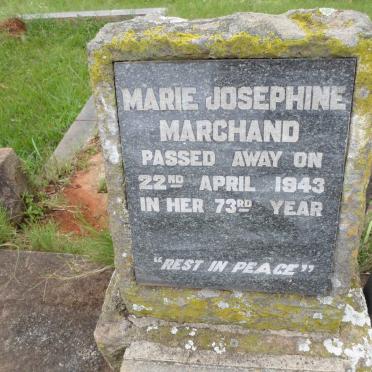 MARIE JOSEPHINE
MARCHAND
PASSED AWAY ON
22ND APRIL 1943
IN HER 73RD YEAR
"REST IN PEACE"